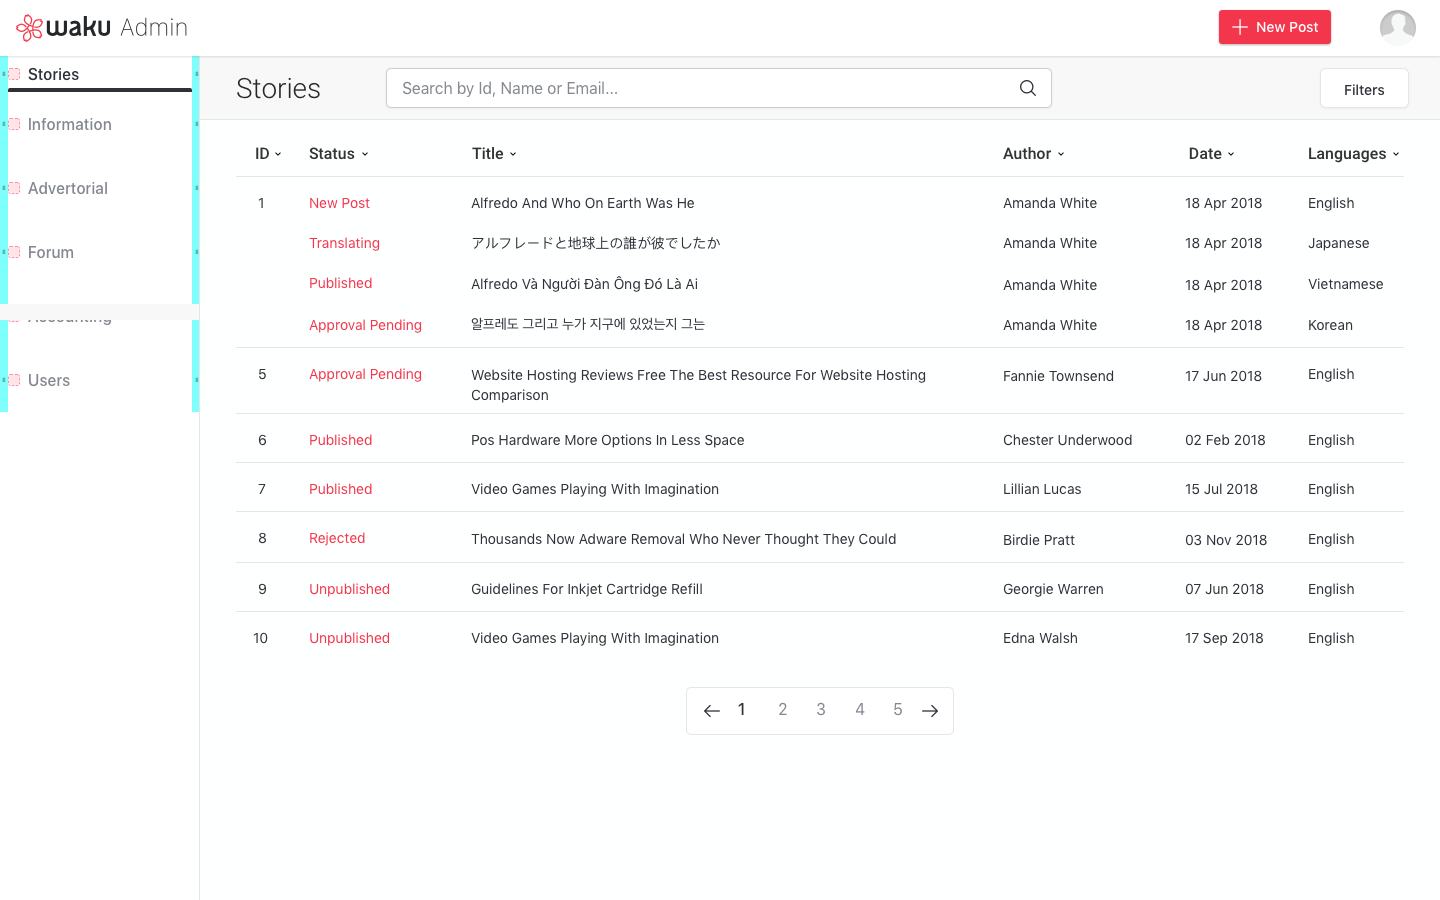 waku Admin
New Post
Stories
Information
Advertorial
Forum
Accounting
Users
Stories
Search by Id, Name or Email...
Filters
ID Status Title Author Date Languages
1 New Post Alfredo And Who On Earth Was He Amanda White 18 Apr 2018 English
Translating アルフレードと地球上の誰が彼でしたか Amanda White 18 Apr 2018 Japanese
Published Alfredo Và Người Đàn Ông Đó Là Ai Amanda White 18 Apr 2018 Vietnamese
Approval Pending 알프레도 그리고 누가 지구에 있었는지 그는 Amanda White 18 Apr 2018 Korean
5 Approval Pending Website Hosting Reviews Free The Best Resource For Website Hosting Fannie Townsend 17 Jun 2018 English
Comparison
6 Published Pos Hardware More Options In Less Space Chester Underwood 02 Feb 2018 English
7 Published Video Games Playing With Imagination Lillian Lucas 15 Jul 2018 English
8 Rejected Thousands Now Adware Removal Who Never Thought They Could Birdie Pratt 03 Nov 2018 English
9 Unpublished Guidelines For Inkjet Cartridge Refill Georgie Warren 07 Jun 2018 English
10 Unpublished Video Games Playing With Imagination Edna Walsh 17 Sep 2018 English
1 2 3 4 5